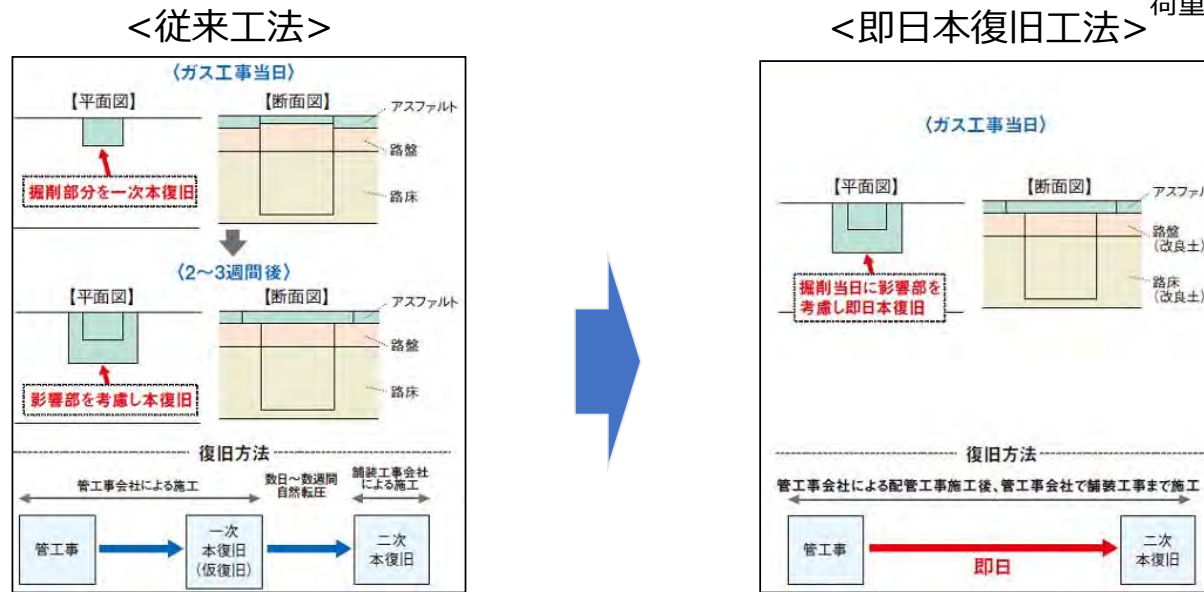 <従来工法>
〈ガス工事当日〉
【平面図】
【断面図】
アスファルト
路盤
路床
掘削部分を一次本復旧
〈2〜3週間後〉
【平面図】
【断面図】
アスファルト
路盤
路床
影響部を考慮し本復旧
復旧方法
管工事会社による施工
数日〜数週間
自然転圧
舗装工事会社
による施工
管工事
一次
本復旧
(仮復旧)
二次
本復旧
荷重
<即日本復旧工法>
〈ガス工事当日〉
【平面図】
【断面図】
アスファル
路盤
(改良土)
路床
(改良土)
掘削当日に影響部を
考慮し即日本復旧
復旧方法
管工事会社による配管工事施工後、管工事会社で舗装工事まで施工
管工事
即日
二次
本復旧